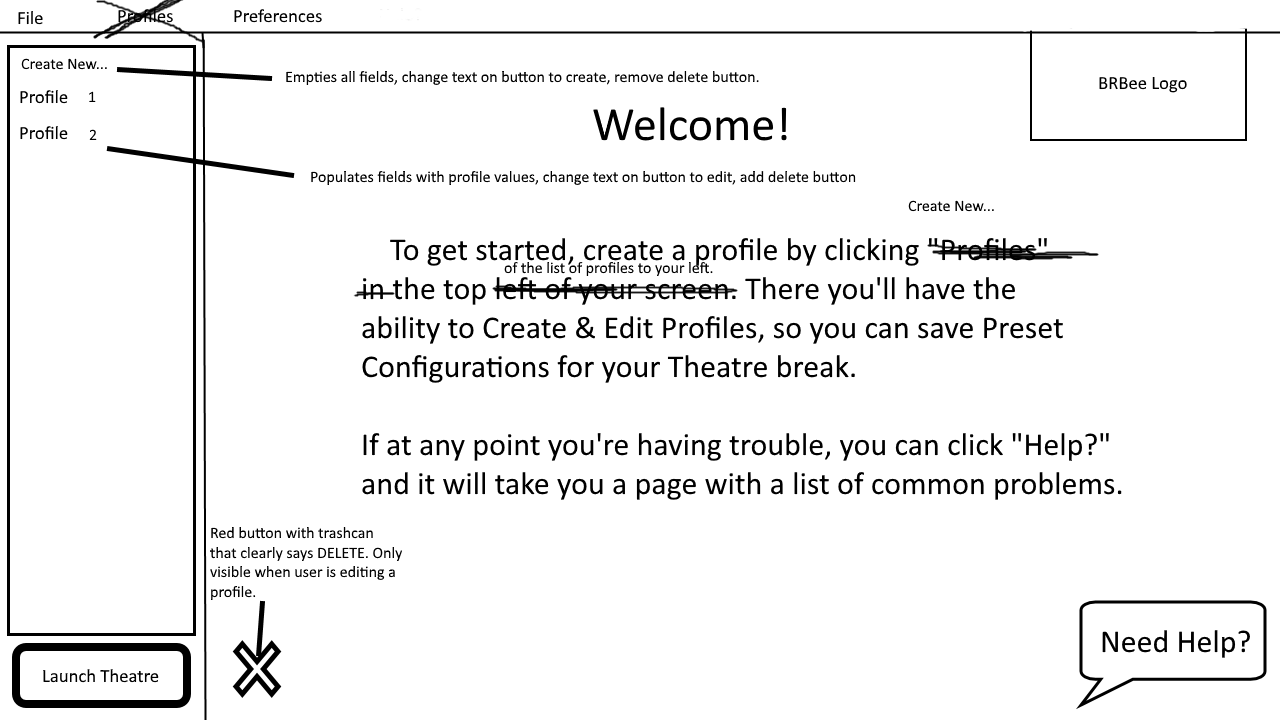 File Profiles Preferences
Create New...
Profile 1
Profile 2
Empties all fields, change text on button to create, remove delete button.
BRBee Logo
Welcome!
Populates fields with profile values, change text on button to edit, add delete button
Create New...
To get started, create a profile by clicking "Profiles"
of the list of profiles to your left.
in the top left of your screen. There you'll have the
ability to Create & Edit Profiles, so you can save Preset
Configurations for your Theatre break.
If at any point you're having trouble, you can click "Help?"
and it will take you a page with a list of common problems.
Red button with trashcan
that clearly says DELETE. Only
visible when user is editing a
profile.
Launch Theatre
Need Help?